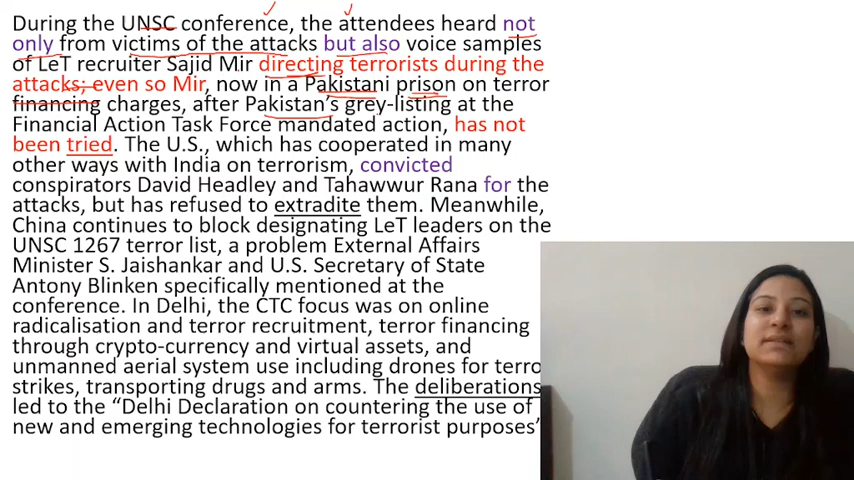 During the UNSC conference, the attendees heard not
only from victims of the attacks but also voice samples
of LeT recruiter Sajid Mir directing terrorists during the
attacks; even so Mir, now in a Pakistani prison on terror
financing charges, after Pakistan's grey-listing at the
Financial Action Task Force mandated action, has not
been tried. The U.S., which has cooperated in many
other ways with India on terrorism, convicted
conspirators David Headley and Tahawwur Rana for the
attacks, but has refused to extradite them. Meanwhile,
China continues to block designating LeT leaders on the
UNSC 1267 terror list, a problem External Affairs
Minister S. Jaishankar and U.S. Secretary of State
Antony Blinken specifically mentioned at the
conference. In Delhi, the CTC focus was on online
radicalisation and terror recruitment, terror financing
through crypto-currency and virtual assets, and
unmanned aerial system use including drones for terro
strikes, transporting drugs and arms. The deliberations
led to the “Delhi Declaration on countering the use of
new and emerging technologies for terrorist purposes”